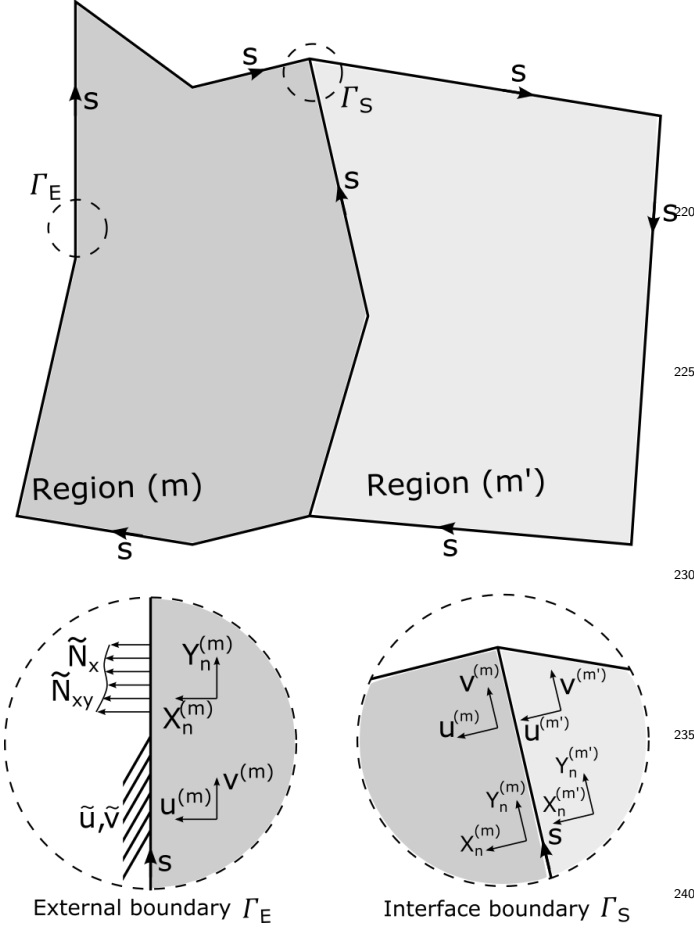 S
Γ_S
S
S
Γ_E
S
S
220
225
Region (m)
Region (m')
S
S
230
Ñ_x
Ñ_xy
Y_n^(m)
X_n^(m)
v^(m)
u^(m)
ũ,ṽ
S
v^(m)
u^(m)
v^(m')
u^(m')
235
Y_n^(m')
X_n^(m')
Y_n^(m)
X_n^(m)
S
240
External boundary Γ_E
Interface boundary Γ_S